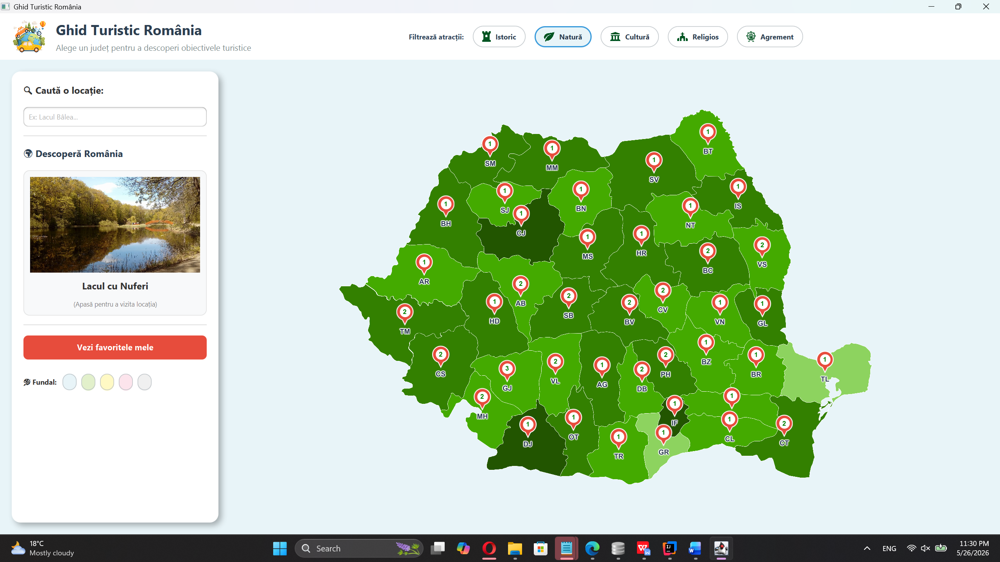 Ghid Turistic România
Ghid Turistic România
Alege un județ pentru a descoperi obiectivele turistice
Filtrează atracții:
Istoric
Natură
Cultură
Religios
Agrement
Caută o locație:
Ex: Lacul Bâlea...
Descoperă România
Lacul cu Nuferi
(Apasă pentru a vizita locația)
Vezi favoritele mele
Fundal:
1
BT
1
SM
1
MM
1
SV
1
IS
1
SJ
1
BN
1
BH
1
CJ
1
NT
1
MS
1
HR
2
BC
2
VS
1
AR
2
AB
2
SB
2
CV
1
HD
2
BV
1
VN
1
GL
2
TM
1
BZ
2
CS
3
GJ
2
VL
1
AG
2
DB
2
PH
1
BR
1
TL
2
MH
1
IF
1
1
CL
2
CT
1
DJ
1
OT
1
TR
1
GR
18°C
Mostly cloudy
Search
ENG
11:30 PM
5/26/2026